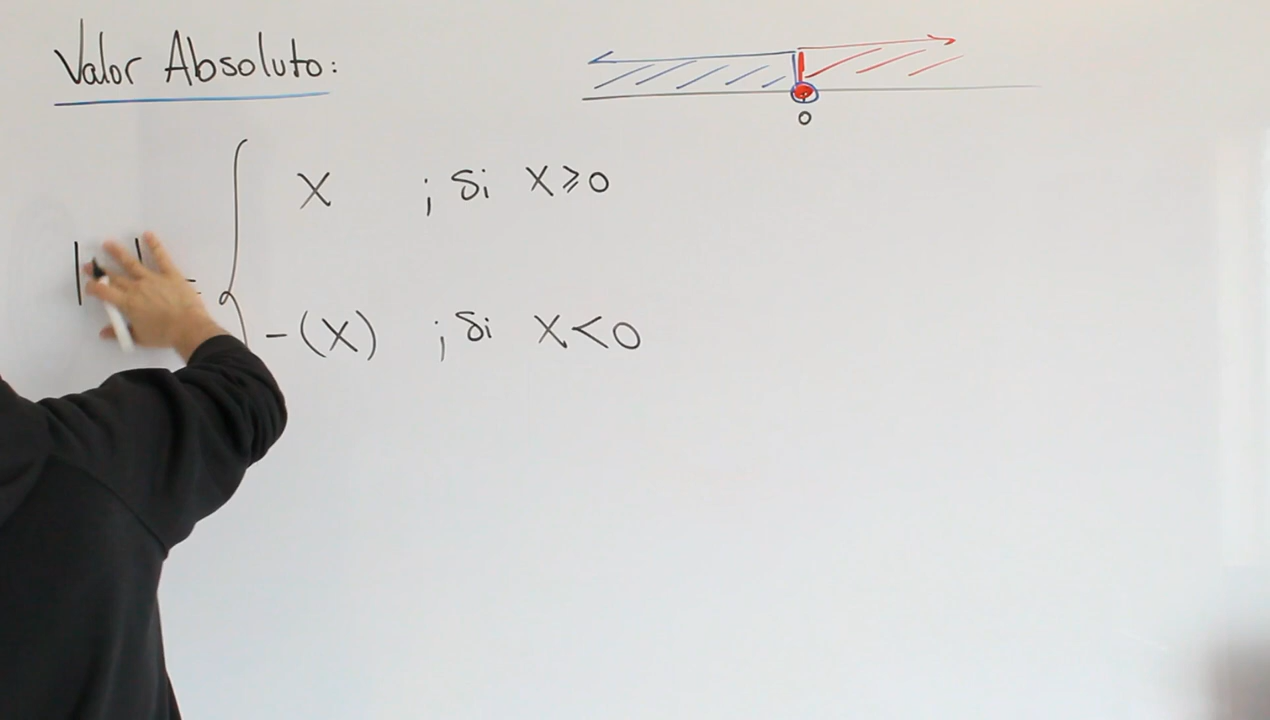 Valor Absoluto:
0
x ; si x ≥ 0
| | =
-(x) ; si x < 0